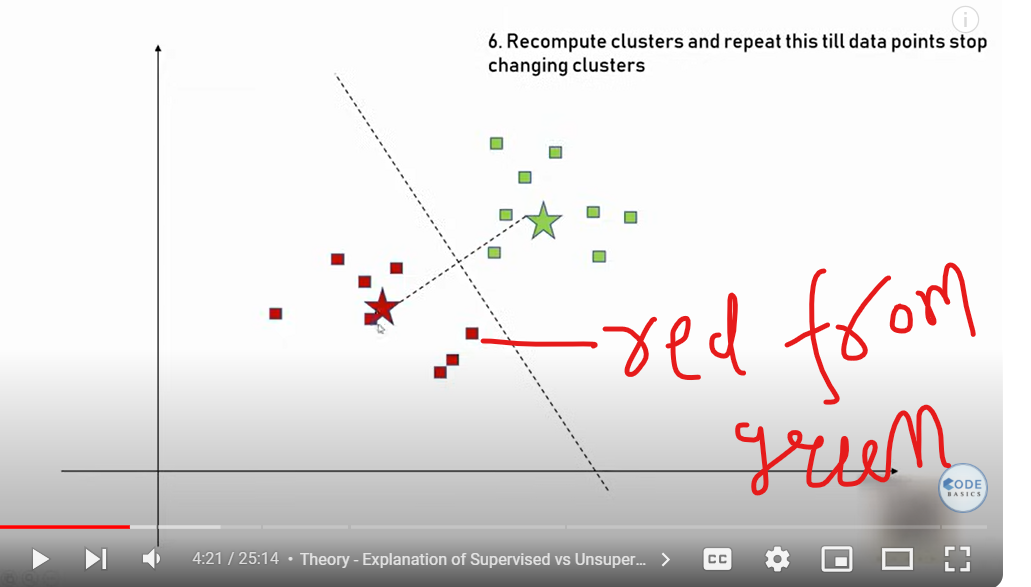 i
6. Recompute clusters and repeat this till data points stop
changing clusters
red from
green
CODE
BASICS
4:21 / 25:14 • Theory - Explanation of Supervised vs Unsuper...
CC